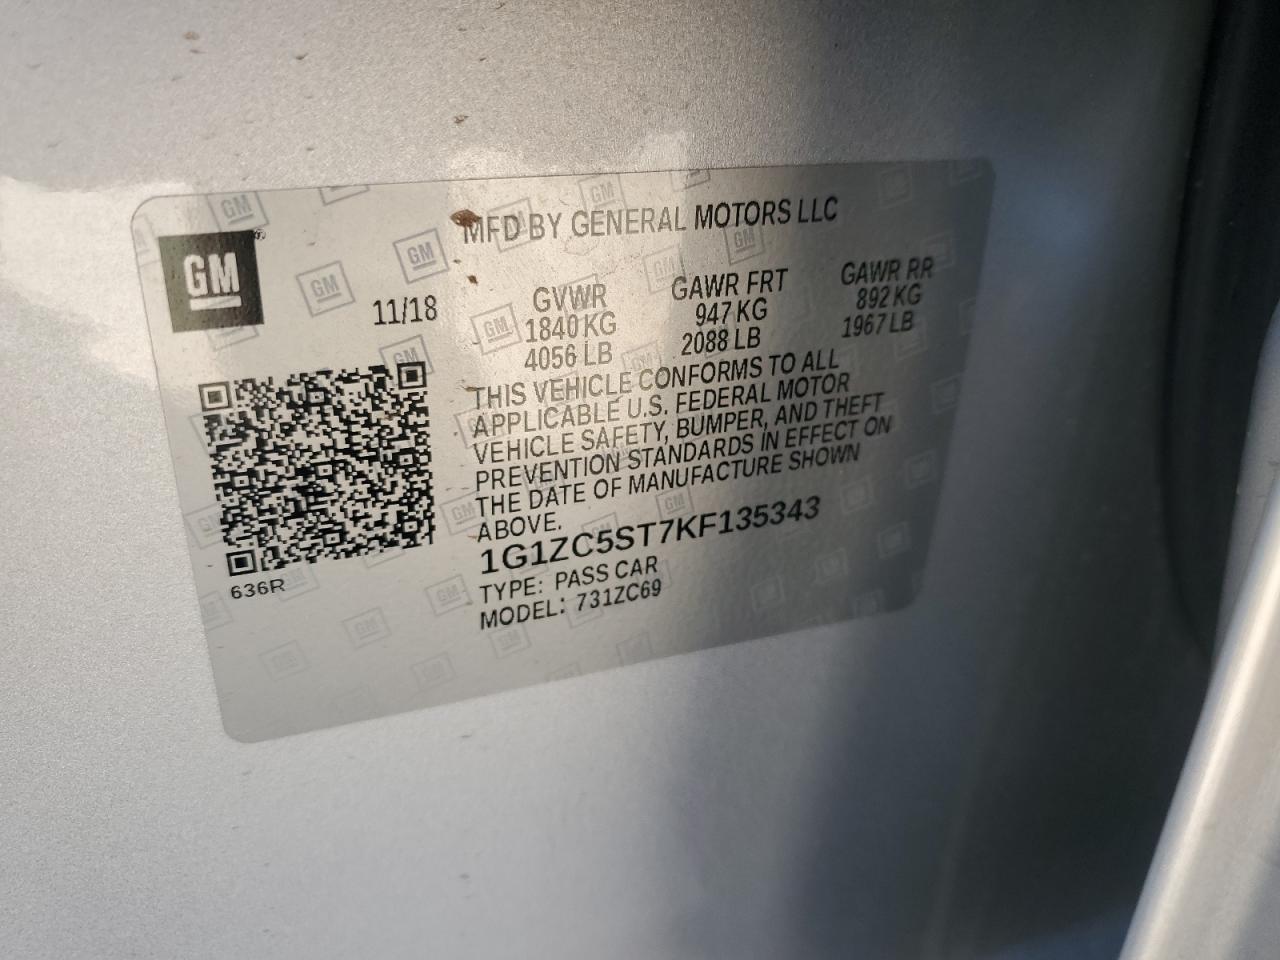 GM
MFD BY GENERAL MOTORS LLC
11/18
GVWR GAWR FRT GAWR RR
1840 KG 947 KG 892 KG
4056 LB 2088 LB 1967 LB
THIS VEHICLE CONFORMS TO ALL
APPLICABLE U.S. FEDERAL MOTOR
VEHICLE SAFETY, BUMPER, AND THEFT
PREVENTION STANDARDS IN EFFECT ON
THE DATE OF MANUFACTURE SHOWN
ABOVE.
1G1ZC5ST7KF135343
TYPE: PASS CAR
MODEL: 731ZC69
636R